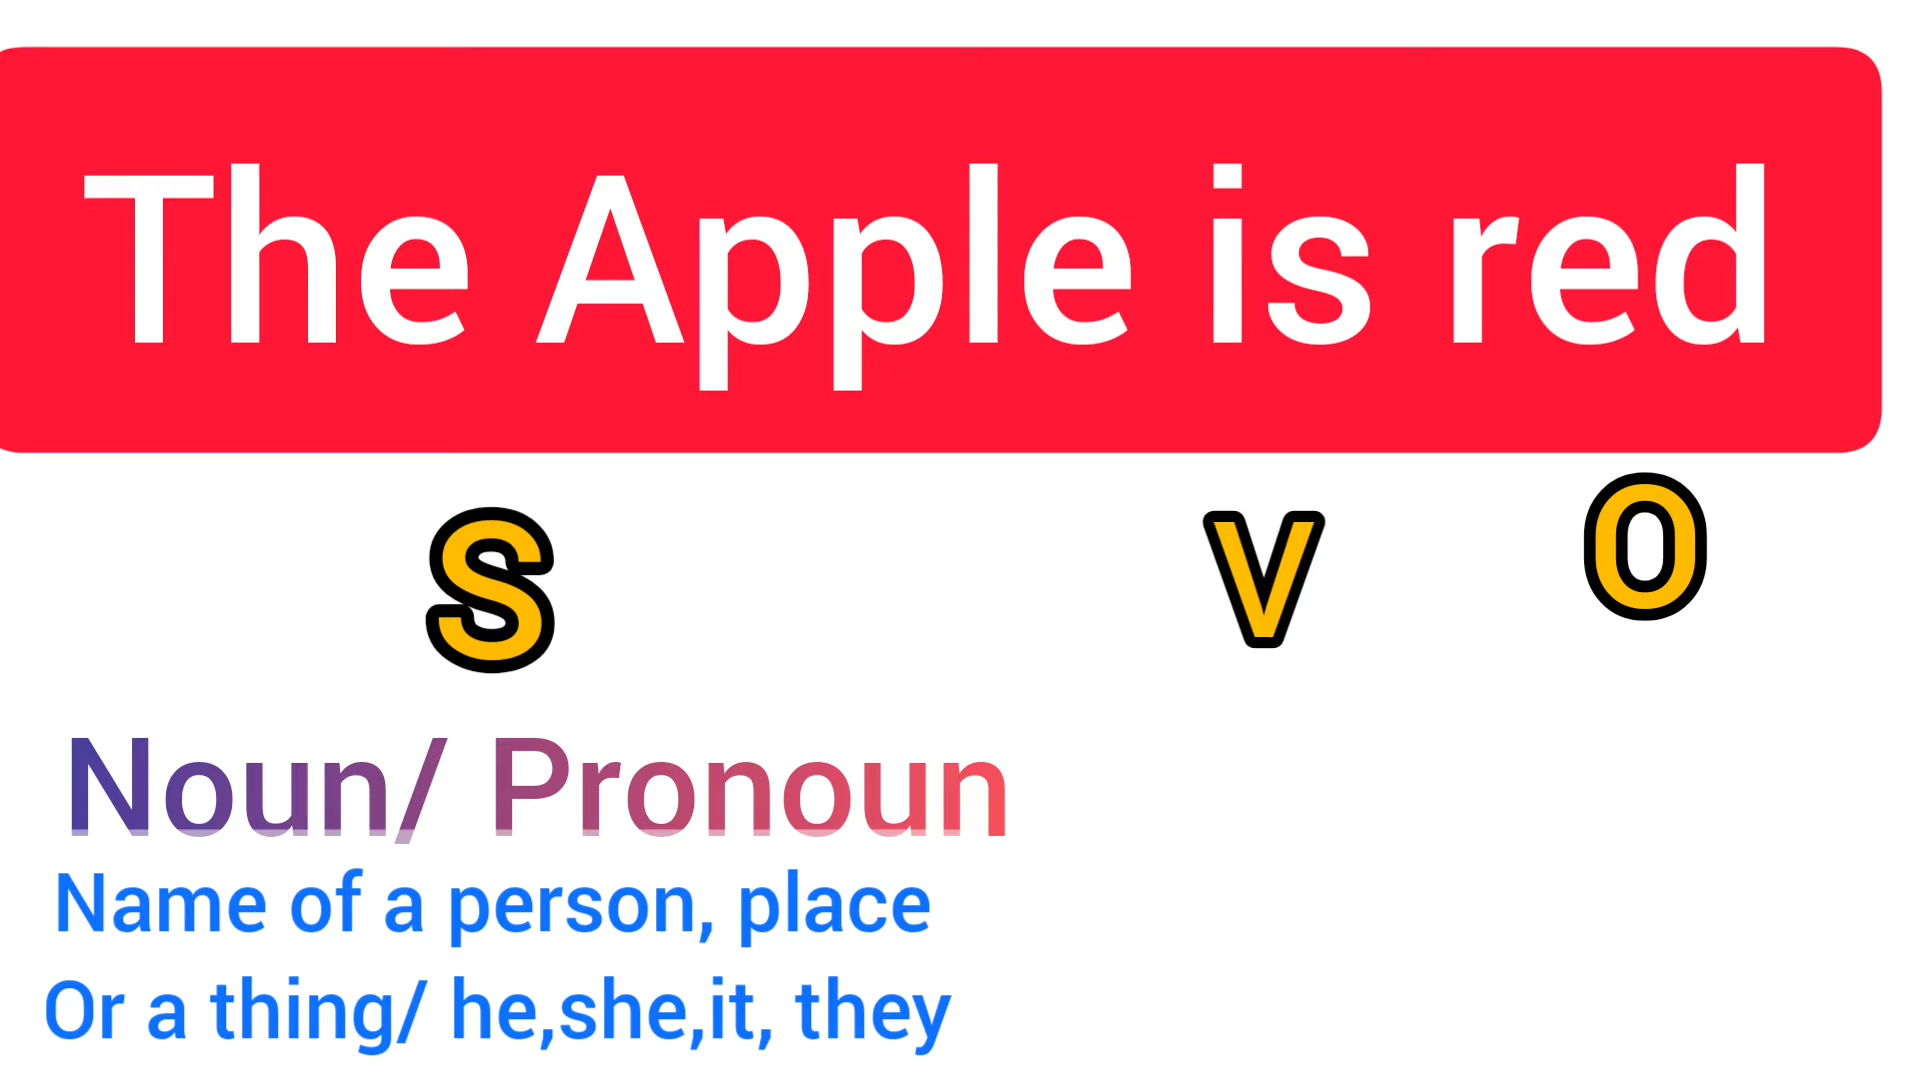 The Apple is red
S V O
Noun/ Pronoun
Name of a person, place
Or a thing/ he,she,it, they